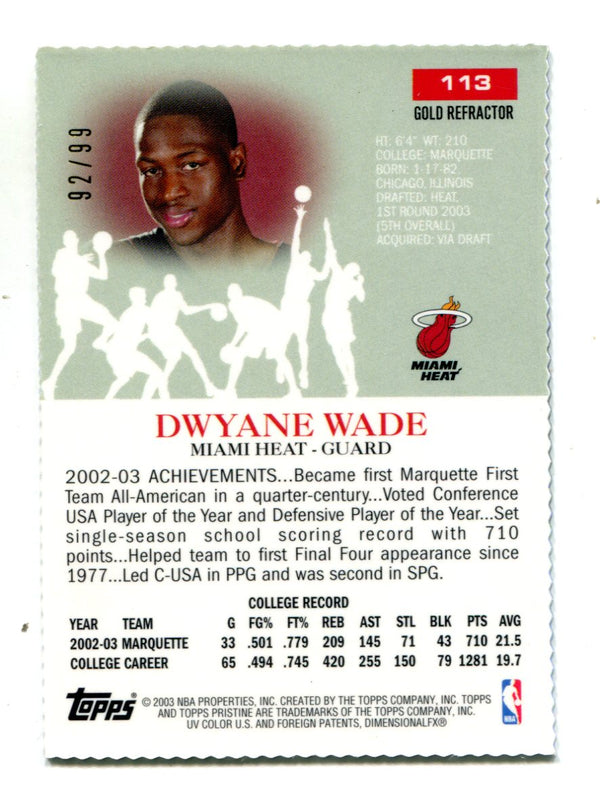 113
GOLD REFRACTOR
92/99
HT: 6'4" WT: 210
COLLEGE: MARQUETTE
BORN: 1-17-82,
CHICAGO, ILLINOIS
DRAFTED: HEAT,
1ST ROUND 2003
(5TH OVERALL)
ACQUIRED: VIA DRAFT
MIAMI
HEAT
DWYANE WADE
MIAMI HEAT - GUARD
2002-03 ACHIEVEMENTS...Became first Marquette First
Team All-American in a quarter-century...Voted Conference
USA Player of the Year and Defensive Player of the Year...Set
single-season school scoring record with 710
points...Helped team to first Final Four appearance since
1977...Led C-USA in PPG and was second in SPG.
COLLEGE RECORD
YEAR TEAM G FG% FT% REB AST STL BLK PTS AVG
2002-03 MARQUETTE 33 .501 .779 209 145 71 43 710 21.5
COLLEGE CAREER 65 .494 .745 420 255 150 79 1281 19.7
TOPPS
© 2003 NBA PROPERTIES, INC. CREATED BY THE TOPPS COMPANY, INC. TOPPS
AND TOPPS PRISTINE ARE TRADEMARKS OF THE TOPPS COMPANY, INC.
UV COLOR U.S. AND FOREIGN PATENTS, DIMENSIONALFX®
NBA